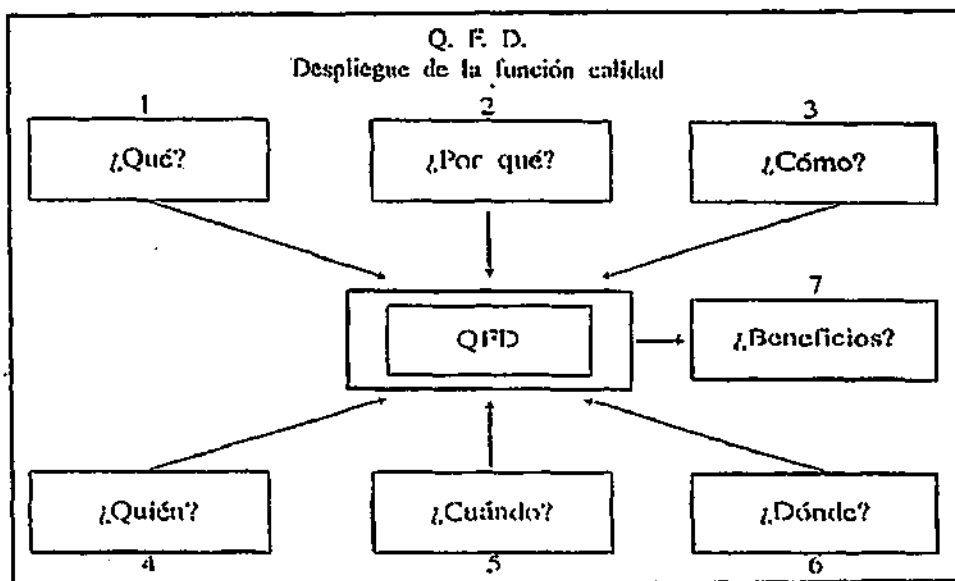 Q. F. D.
Despliegue de la función calidad
1
2
3
¿Qué?
¿Por qué?
¿Cómo?
7
QFD
¿Beneficios?
¿Quién?
¿Cuándo?
¿Dónde?
4
5
6